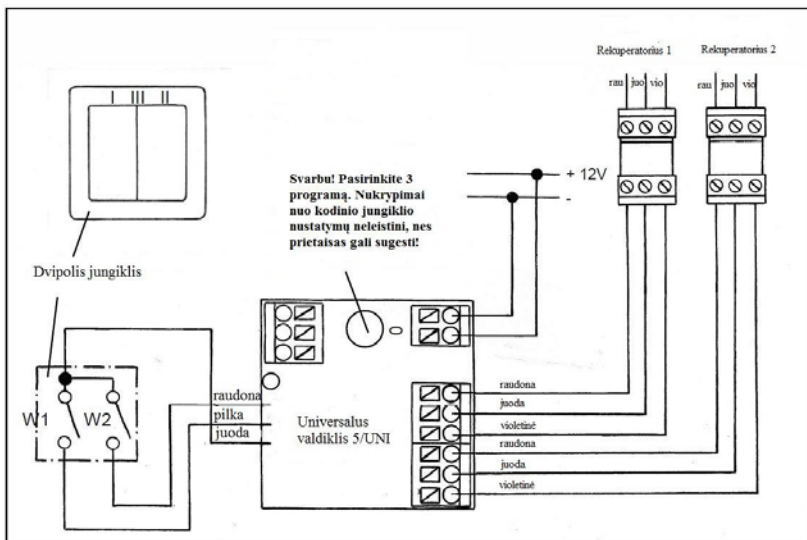 Rekuperatorius 1 Rekuperatorius 2
rau juo vio rau juo vio
I III II
Svarbu! Pasirinkite 3
programą. Nukrypimai
nuo kodinio jungiklio
nustatymų neleistini, nes
prietaisas gali sugesti!
+ 12V
-
Dvipolis jungiklis
W1 W2
raudona
pilka
juoda
Universalus
valdiklis 5/UNI
raudona
juoda
violetinė
raudona
juoda
violetinė